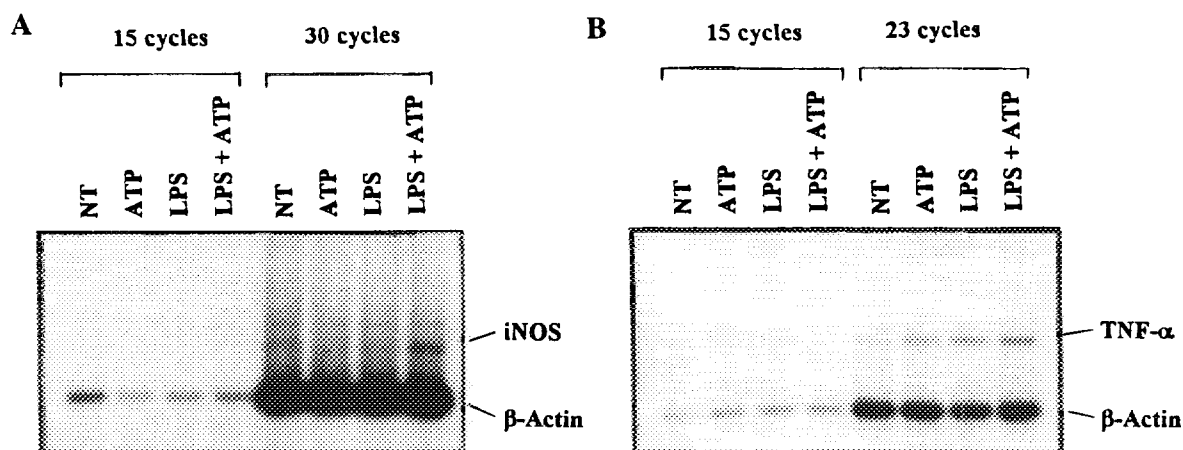 A
15 cycles
30 cycles
NT
ATP
LPS
LPS + ATP
NT
ATP
LPS
LPS + ATP
iNOS
β-Actin
B
15 cycles
23 cycles
NT
ATP
LPS
LPS + ATP
NT
ATP
LPS
LPS + ATP
TNF-α
β-Actin